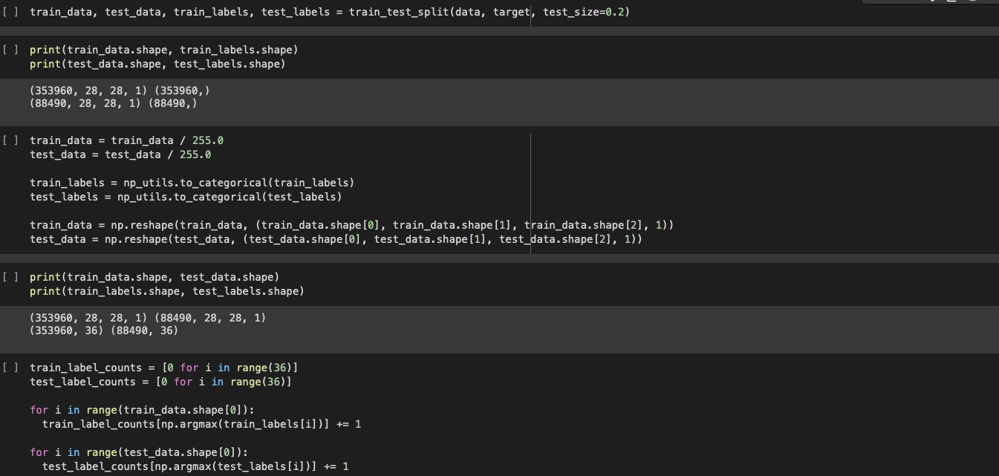 [ ] train_data, test_data, train_labels, test_labels = train_test_split(data, target, test_size=0.2)
[ ] print(train_data.shape, train_labels.shape)
print(test_data.shape, test_labels.shape)
(353960, 28, 28, 1) (353960,)
(88490, 28, 28, 1) (88490,)
[ ] train_data = train_data / 255.0
test_data = test_data / 255.0
train_labels = np_utils.to_categorical(train_labels)
test_labels = np_utils.to_categorical(test_labels)
train_data = np.reshape(train_data, (train_data.shape[0], train_data.shape[1], train_data.shape[2], 1))
test_data = np.reshape(test_data, (test_data.shape[0], test_data.shape[1], test_data.shape[2], 1))
[ ] print(train_data.shape, test_data.shape)
print(train_labels.shape, test_labels.shape)
(353960, 28, 28, 1) (88490, 28, 28, 1)
(353960, 36) (88490, 36)
[ ] train_label_counts = [0 for i in range(36)]
test_label_counts = [0 for i in range(36)]
for i in range(train_data.shape[0]):
train_label_counts[np.argmax(train_labels[i])] += 1
for i in range(test_data.shape[0]):
test_label_counts[np.argmax(test_labels[i])] += 1